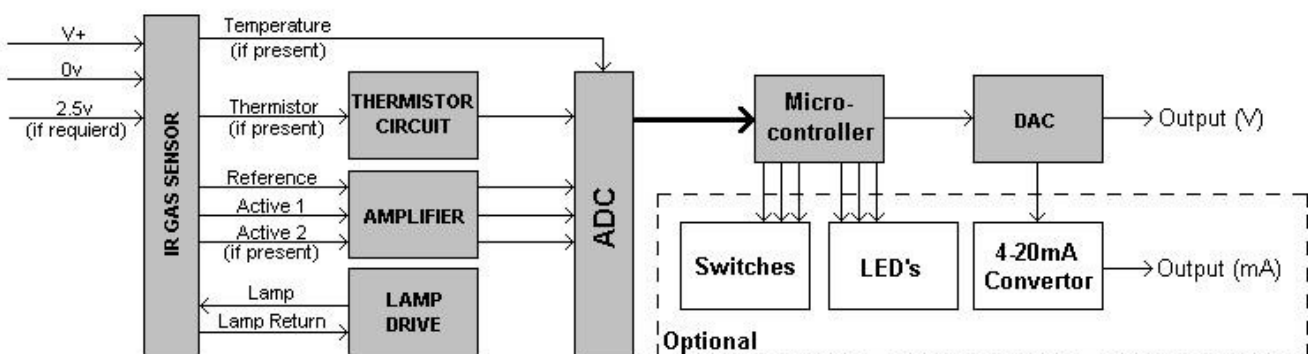 V+
0v
2.5v
(if requierd)
IR GAS SENSOR
Temperature
(if present)
Thermistor
(if present)
Reference
Active 1
Active 2
(if present)
Lamp
Lamp Return
THERMISTOR
CIRCUIT
AMPLIFIER
LAMP
DRIVE
ADC
Micro-
controller
DAC
Output (V)
Switches
LED's
4-20mA
Convertor
Output (mA)
Optional